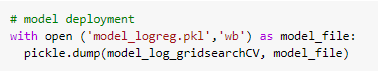 # model deployment
with open ('model_logreg.pkl','wb') as model_file:
  pickle.dump(model_log_gridsearchCV, model_file)